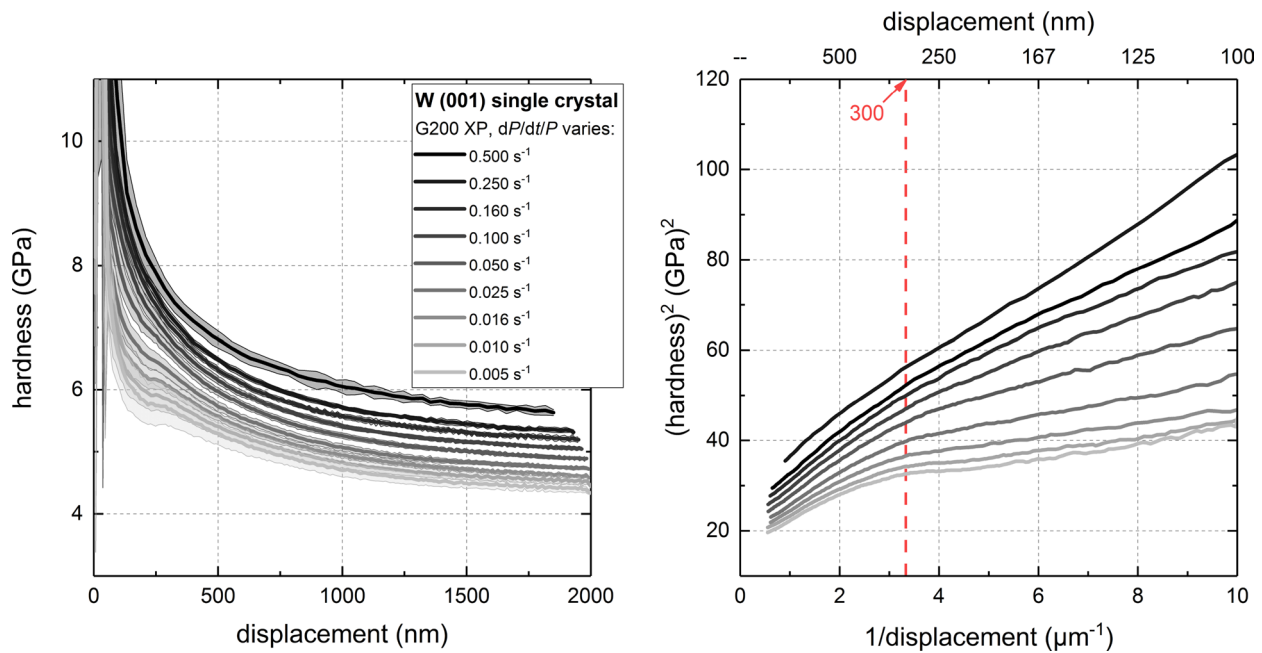 hardness (GPa)
10
8
6
4
0
500
1000
1500
2000
displacement (nm)
W (001) single crystal
G200 XP, dP/dt/P varies:
0.500 s⁻¹
0.250 s⁻¹
0.160 s⁻¹
0.100 s⁻¹
0.050 s⁻¹
0.025 s⁻¹
0.016 s⁻¹
0.010 s⁻¹
0.005 s⁻¹
displacement (nm)
-- 500 250 167 125 100
(hardness)² (GPa)²
120
100
80
60
40
20
300
0 2 4 6 8 10
1/displacement (µm⁻¹)